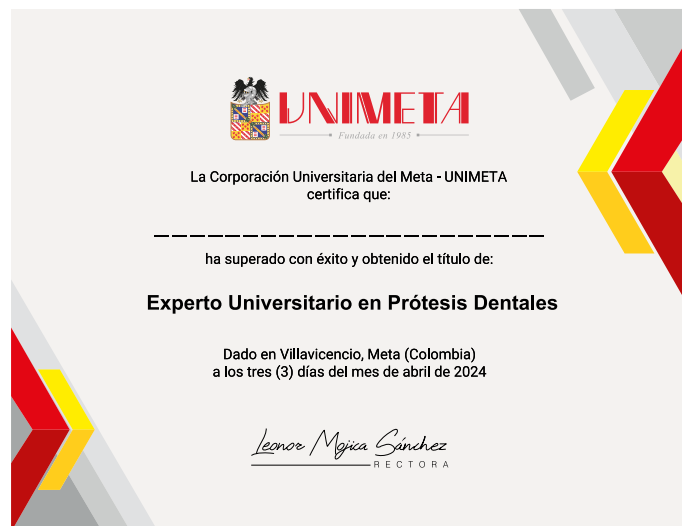 UNIMETA
Fundada en 1985
La Corporación Universitaria del Meta - UNIMETA
certifica que:
ha superado con éxito y obtenido el título de:
Experto Universitario en Prótesis Dentales
Dado en Villavicencio, Meta (Colombia)
a los tres (3) días del mes de abril de 2024
Leonor Mojica Sánchez
RECTORA